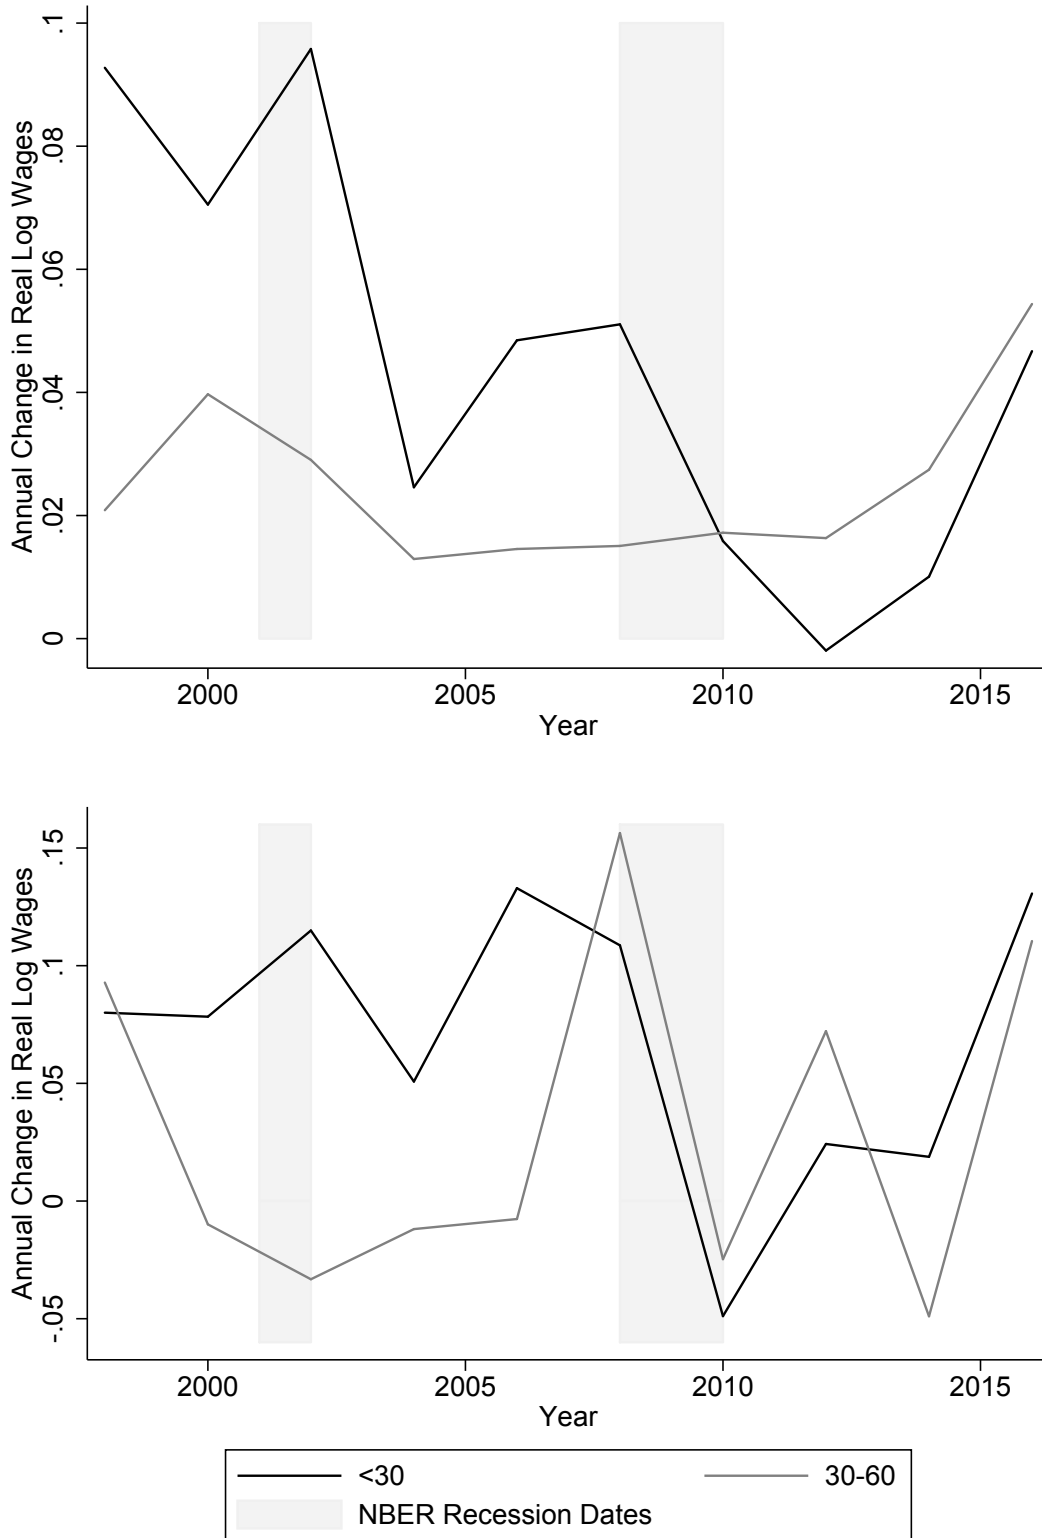 Annual Change in Real Log Wages
.1
.08
.06
.04
.02
0
2000 2005 2010 2015
Year
Annual Change in Real Log Wages
.15
.1
.05
0
-.05
2000 2005 2010 2015
Year
<30 30-60
NBER Recession Dates